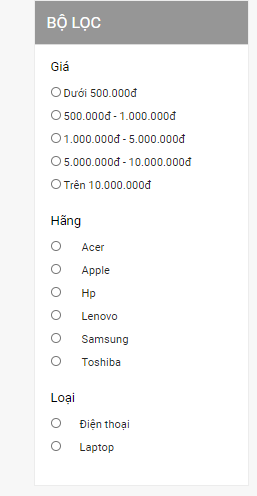 BỘ LỌC
Giá
Dưới 500.000đ
500.000đ - 1.000.000đ
1.000.000đ - 5.000.000đ
5.000.000đ - 10.000.000đ
Trên 10.000.000đ
Hãng
Acer
Apple
Hp
Lenovo
Samsung
Toshiba
Loại
Điện thoại
Laptop